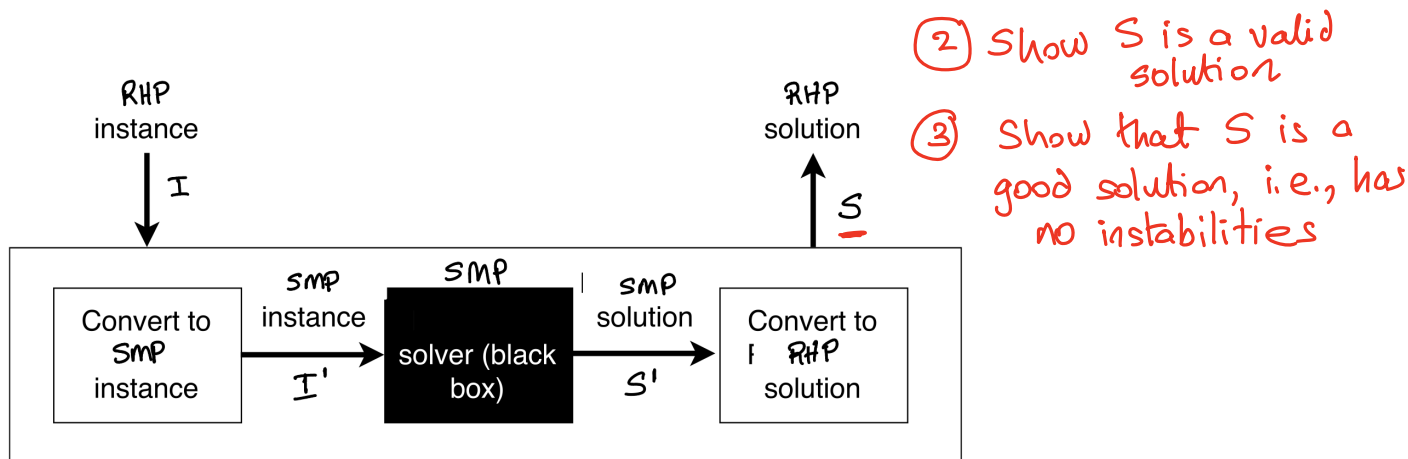 ② Show S is a valid
solution
③ Show that S is a
good solution, i.e., has
no instabilities
RHP
instance
I
RHP
solution
S
Convert to
SMP
instance
SMP
instance
I'
SMP
solver (black
box)
SMP
solution
S'
Convert to
RHP
solution